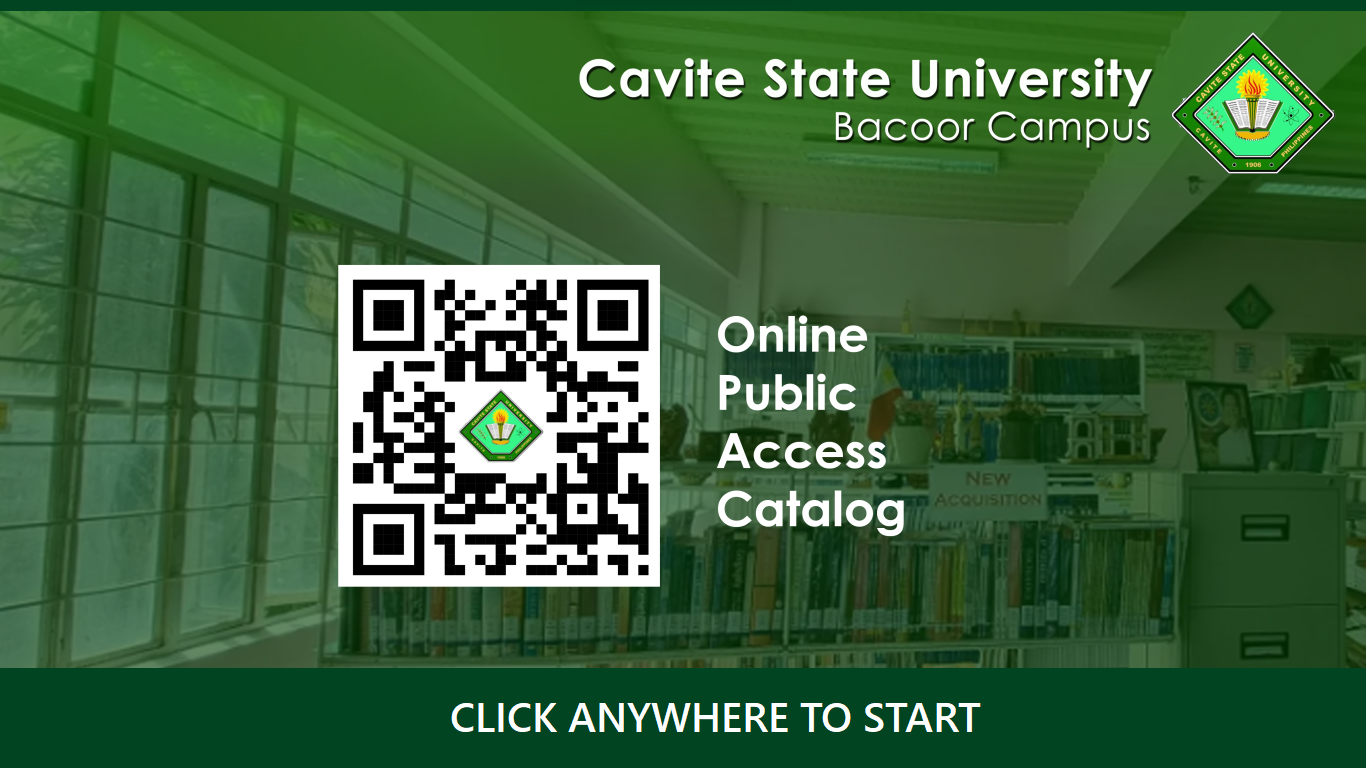 Cavite State University
Bacoor Campus
CAVITE STATE UNIVERSITY
CAVITE
PHILIPPINES
1906
Online
Public
Access
Catalog
NEW
ACQUISITION
CLICK ANYWHERE TO START